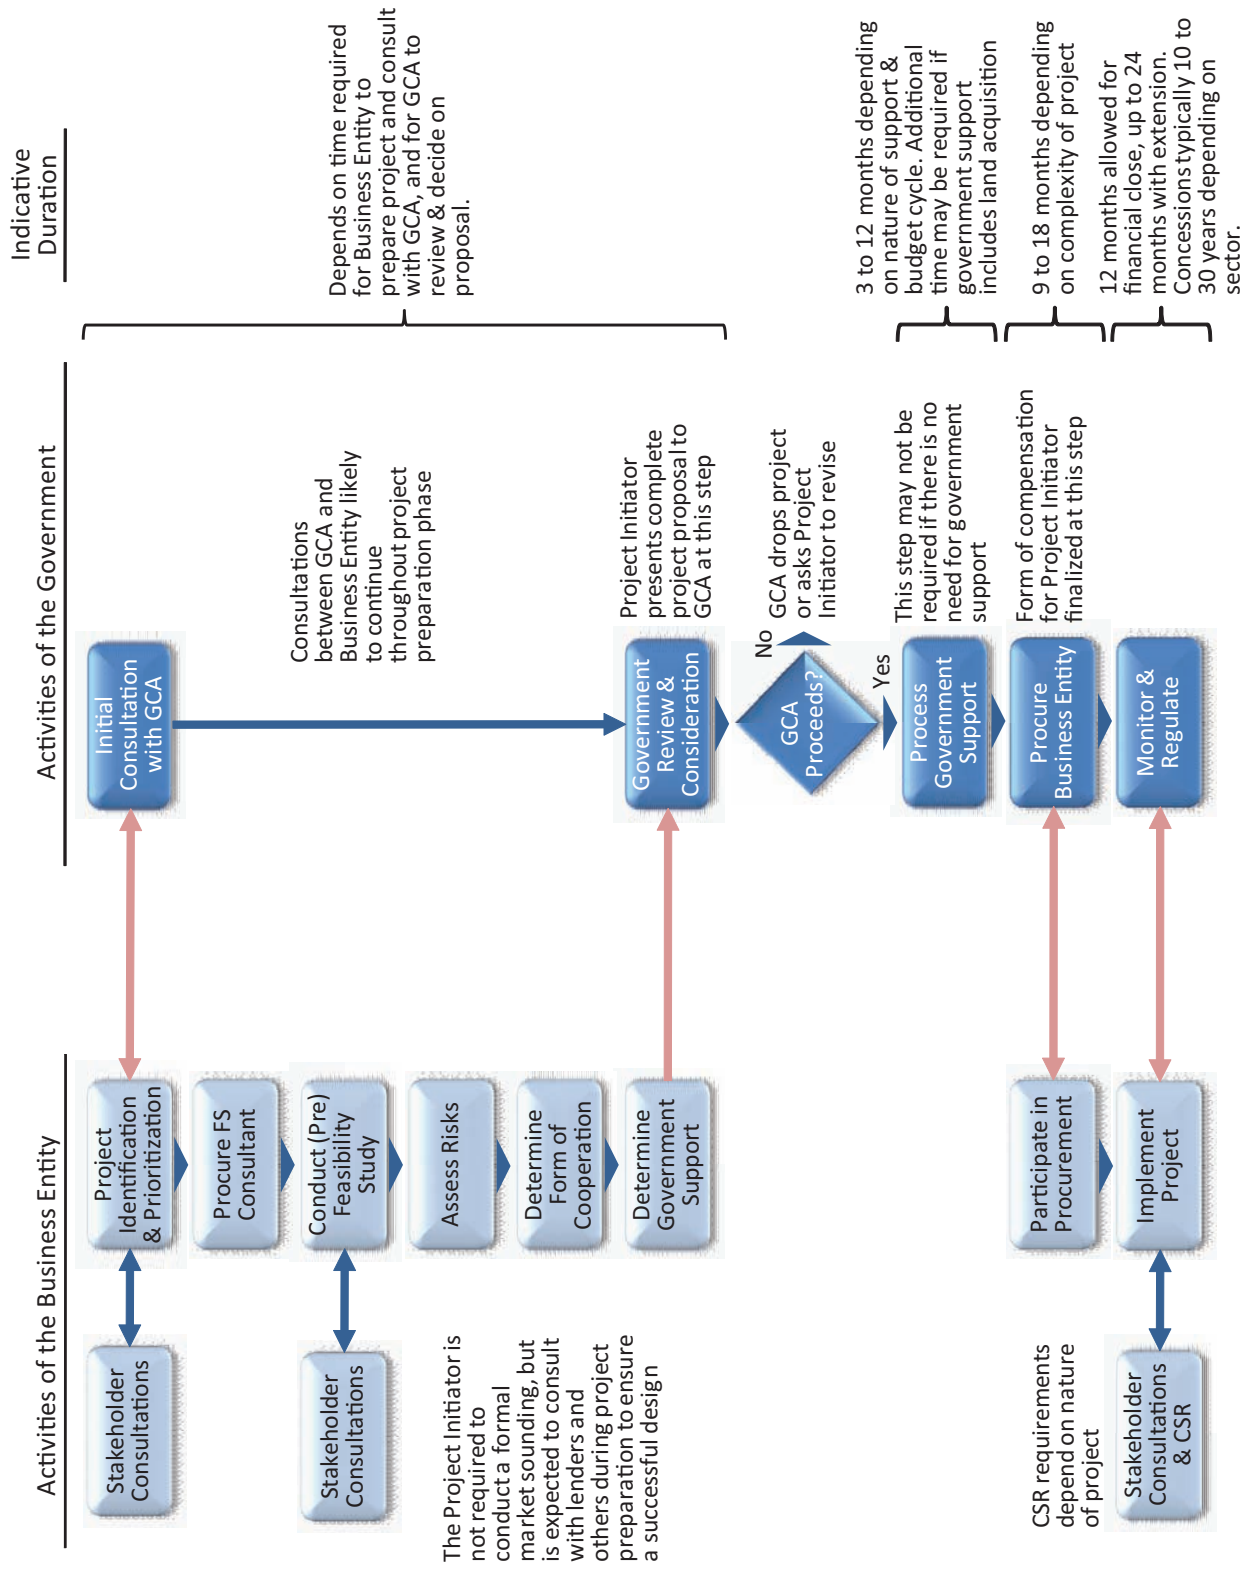 Activities of the Business Entity
Activities of the Government
Indicative
Duration
Stakeholder
Consultations
Project
Identification
& Prioritization
Initial
Consultation
with GCA
Procure FS
Consultant
Stakeholder
Consultations
Conduct (Pre)
Feasibility
Study
Consultations
between GCA and
Business Entity likely
to continue
throughout project
preparation phase
Depends on time required
for Business Entity to
prepare project and consult
with GCA, and for GCA to
review & decide on
proposal.
The Project Initiator is
not required to
conduct a formal
market sounding, but
is expected to consult
with lenders and
others during project
preparation to ensure
a successful design
Assess Risks
Determine
Form of
Cooperation
Determine
Government
Support
Government
Review &
Consideration
Project Initiator
presents complete
project proposal to
GCA at this step
GCA
Proceeds?
No
GCA drops project
or asks Project
Initiator to revise
Yes
Process
Government
Support
This step may not be
required if there is no
need for government
support
3 to 12 months depending
on nature of support &
budget cycle. Additional
time may be required if
government support
includes land acquisition
Participate in
Procurement
Procure
Business Entity
Form of compensation
for Project Initiator
finalized at this step
9 to 18 months depending
on complexity of project
CSR requirements
depend on nature
of project
Stakeholder
Consultations
& CSR
Implement
Project
Monitor &
Regulate
12 months allowed for
financial close, up to 24
months with extension.
Concessions typically 10 to
30 years depending on
sector.